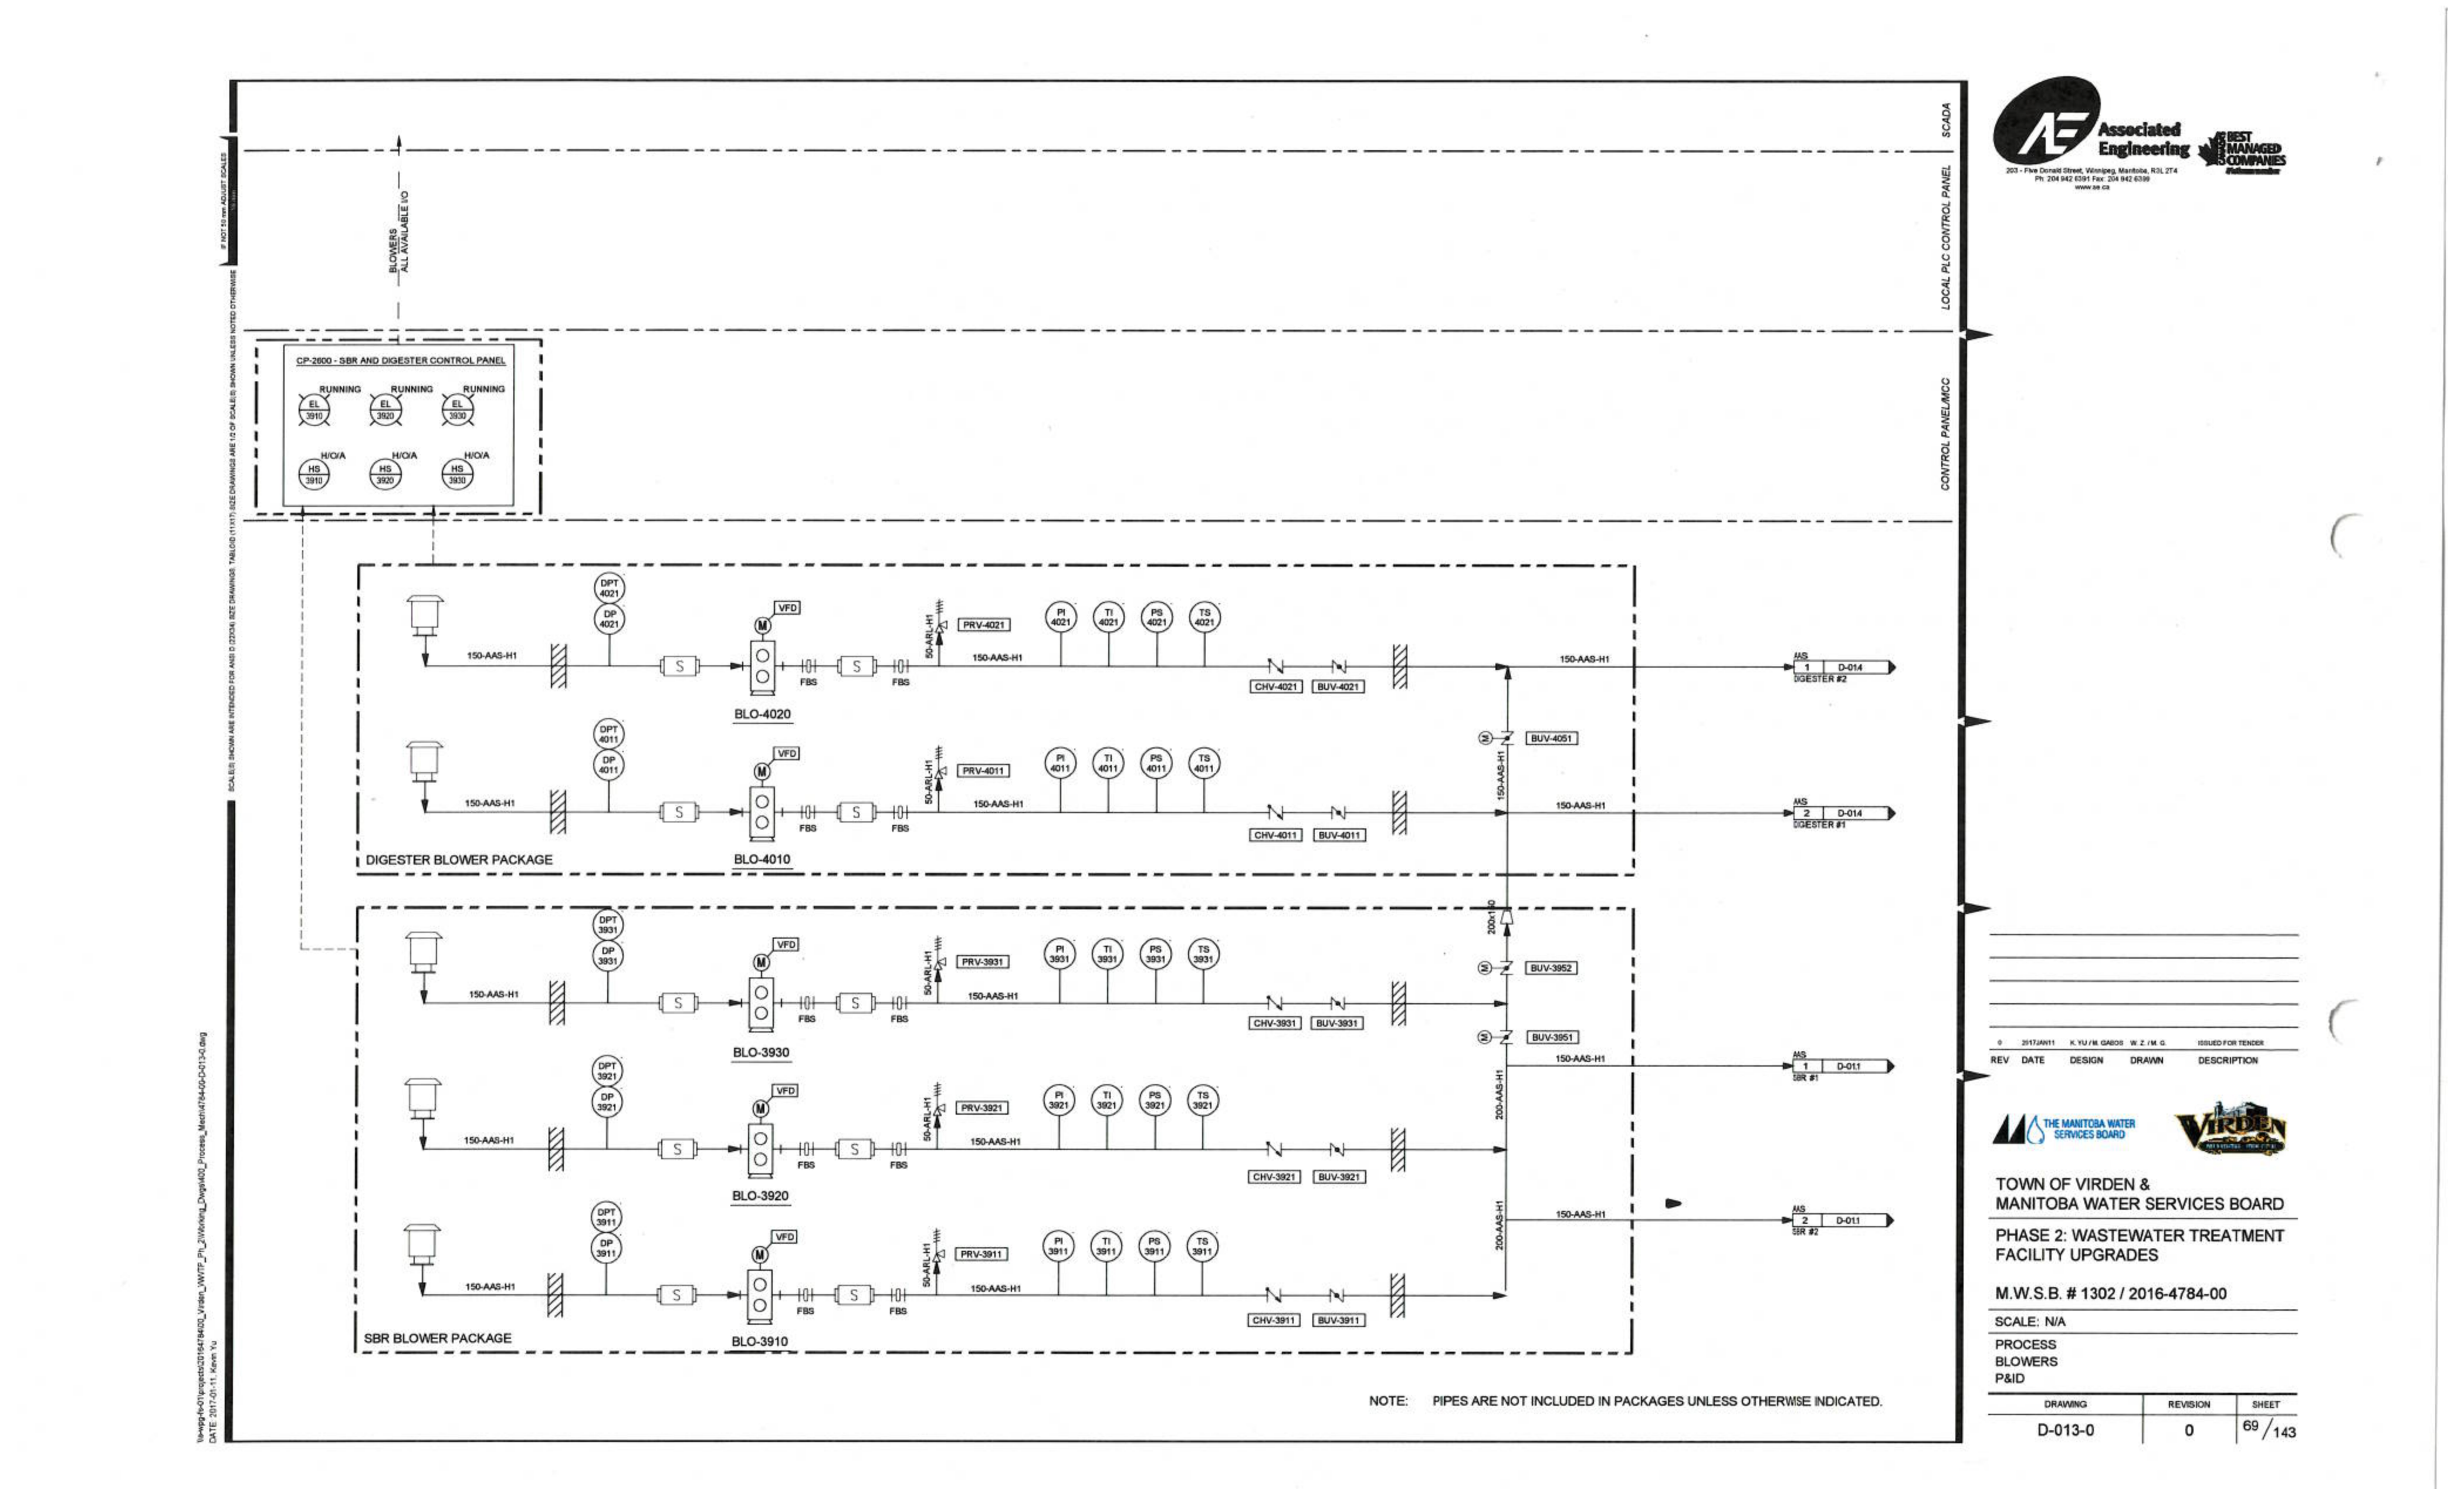 SCADA
LOCAL PLC CONTROL PANEL
CONTROL PANEL/MCC
BLOWERS
ALL AVAILABLE I/O
CP-2600 - SBR AND DIGESTER CONTROL PANEL
RUNNING RUNNING RUNNING
EL 3910 EL 3920 EL 3930
H/O/A H/O/A H/O/A
HS 3910 HS 3920 HS 3930
DPT 4021
DP 4021
VFD
M
50-ARL-H1
PRV-4021
PI 4021 TI 4021 PS 4021 TS 4021
150-AAS-H1 S S 150-AAS-H1 150-AAS-H1
FBS FBS
CHV-4021 BUV-4021
AAS
1 D-014
DIGESTER #2
BLO-4020
DPT 4011
DP 4011
VFD
M
50-ARL-H1
PRV-4011
PI 4011 TI 4011 PS 4011 TS 4011
M BUV-4051
150-AAS-H1
150-AAS-H1 S S 150-AAS-H1 150-AAS-H1
FBS FBS
CHV-4011 BUV-4011
AAS
2 D-014
DIGESTER #1
BLO-4010
DIGESTER BLOWER PACKAGE
DPT 3931
DP 3931
VFD
M
50-ARL-H1
PRV-3931
PI 3931 TI 3931 PS 3931 TS 3931
200x150
M BUV-3952
150-AAS-H1 S S 150-AAS-H1
FBS FBS
CHV-3931 BUV-3931
M BUV-3951
BLO-3930
150-AAS-H1
AAS
1 D-011
SBR #1
DPT 3921
DP 3921
VFD
M
50-ARL-H1
PRV-3921
PI 3921 TI 3921 PS 3921 TS 3921
200-AAS-H1
150-AAS-H1 S S 150-AAS-H1
FBS FBS
CHV-3921 BUV-3921
BLO-3920
150-AAS-H1
AAS
2 D-011
SBR #2
DPT 3911
DP 3911
VFD
M
50-ARL-H1
PRV-3911
PI 3911 TI 3911 PS 3911 TS 3911
200-AAS-H1
150-AAS-H1 S S 150-AAS-H1
FBS FBS
CHV-3911 BUV-3911
BLO-3910
SBR BLOWER PACKAGE
NOTE: PIPES ARE NOT INCLUDED IN PACKAGES UNLESS OTHERWISE INDICATED.
IF NOT 50 mm ADJUST SCALES
SCALE(S) SHOWN ARE INTENDED FOR ANSI D (22X34) SIZE DRAWINGS, TABLOID (11X17) SIZE DRAWINGS ARE 1/2 OF SCALE(S) SHOWN UNLESS NOTED OTHERWISE
DATE: 2017-01-11, Kevin Yu
AE
Associated
Engineering
BEST
MANAGED
COMPANIES
203 - Five Donald Street, Winnipeg, Manitoba, R3L 2T4
Ph: 204 942 6391 Fax: 204 942 6399
www.ae.ca
0 2017JAN11 K. YU / M. GABOS W. Z. / M. G. ISSUED FOR TENDER
REV DATE DESIGN DRAWN DESCRIPTION
THE MANITOBA WATER
SERVICES BOARD
VIRDEN
TOWN OF VIRDEN &
MANITOBA WATER SERVICES BOARD
PHASE 2: WASTEWATER TREATMENT
FACILITY UPGRADES
M.W.S.B. # 1302 / 2016-4784-00
SCALE: N/A
PROCESS
BLOWERS
P&ID
DRAWING REVISION SHEET
D-013-0 0 69/143